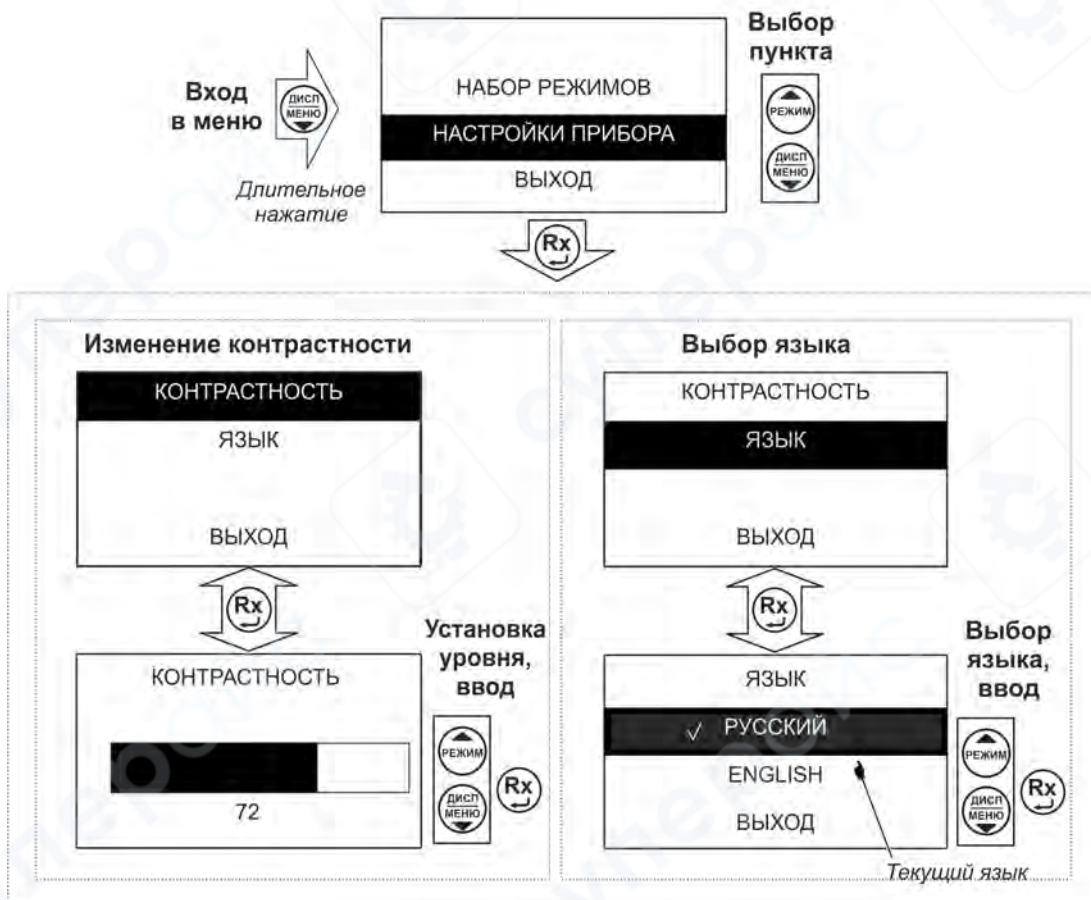 Вход
в меню
ДИСП
МЕНЮ
Длительное
нажатие
НАБОР РЕЖИМОВ
НАСТРОЙКИ ПРИБОРА
ВЫХОД
Выбор
пункта
РЕЖИМ
ДИСП
МЕНЮ
Rx
Изменение контрастности
КОНТРАСТНОСТЬ
ЯЗЫК
ВЫХОД
Rx
КОНТРАСТНОСТЬ
72
Установка
уровня,
ввод
РЕЖИМ
ДИСП
МЕНЮ
Rx
Выбор языка
КОНТРАСТНОСТЬ
ЯЗЫК
ВЫХОД
Rx
ЯЗЫК
√ РУССКИЙ
ENGLISH
ВЫХОД
Выбор
языка,
ввод
РЕЖИМ
ДИСП
МЕНЮ
Rx
Текущий язык